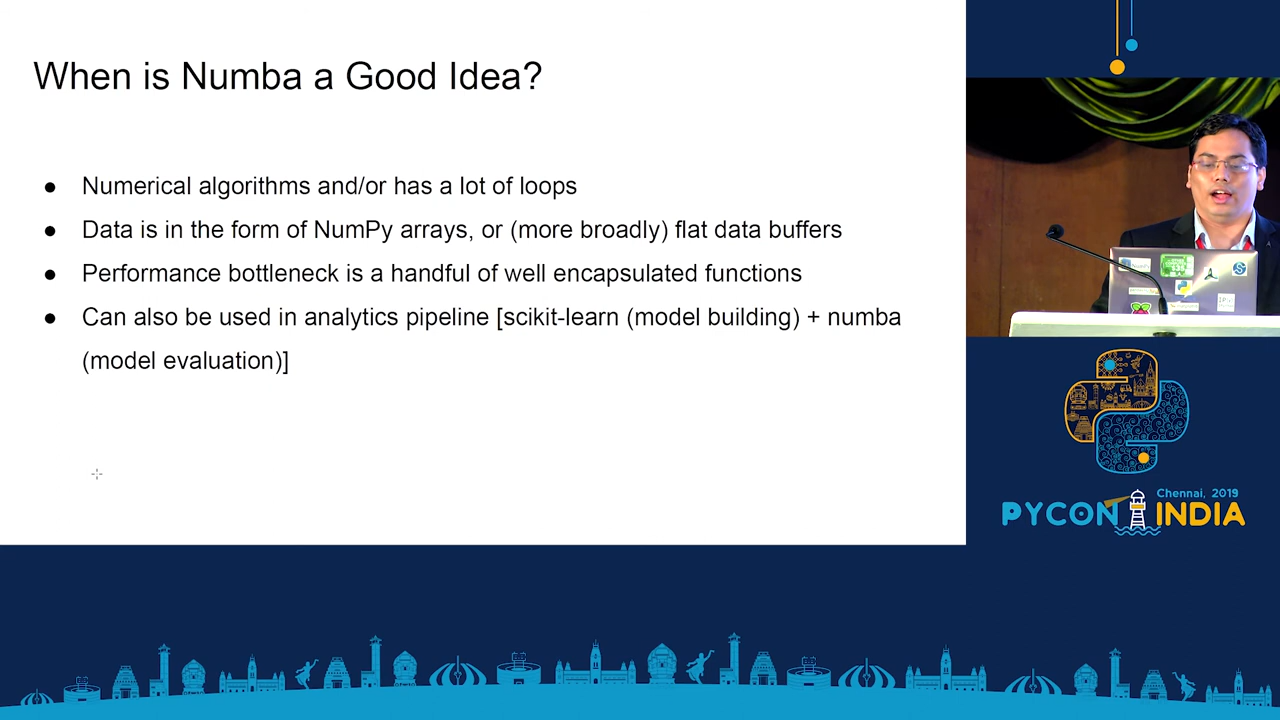 When is Numba a Good Idea?
● Numerical algorithms and/or has a lot of loops
● Data is in the form of NumPy arrays, or (more broadly) flat data buffers
● Performance bottleneck is a handful of well encapsulated functions
● Can also be used in analytics pipeline [scikit-learn (model building) + numba
(model evaluation)]
Chennai, 2019
PYCON INDIA